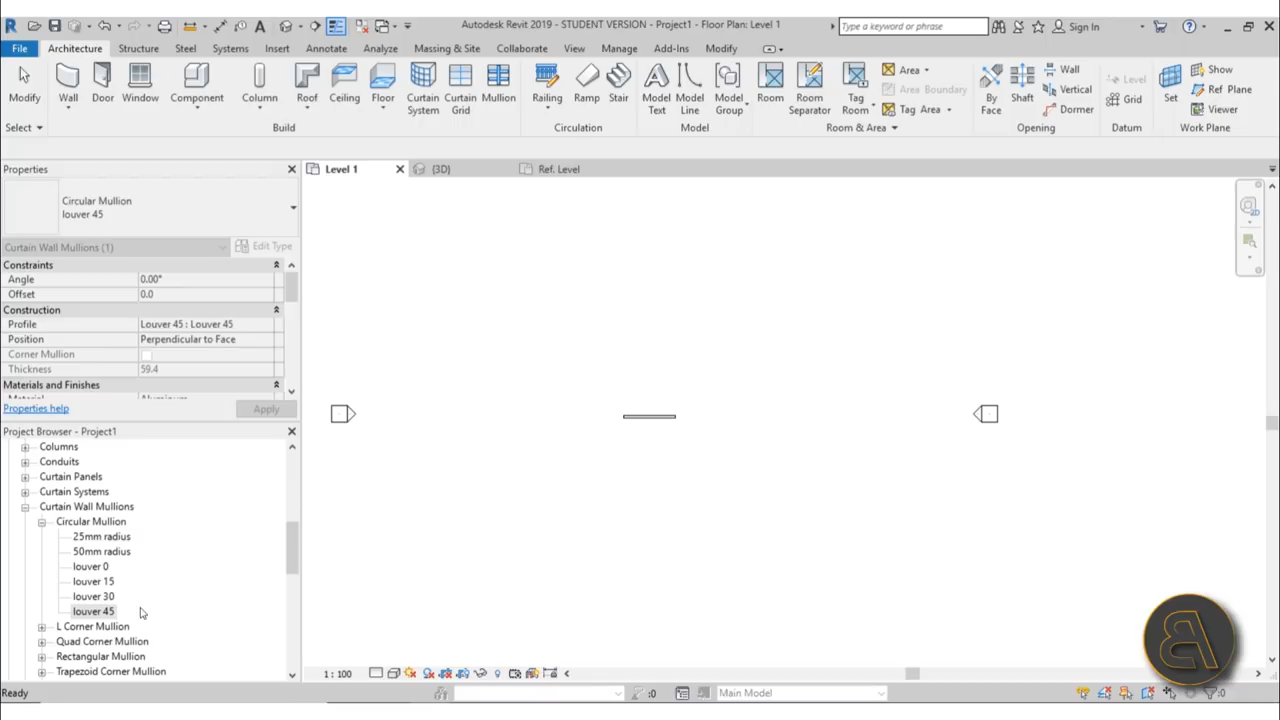 Autodesk Revit 2019 - STUDENT VERSION - Project1 - Floor Plan: Level 1
Type a keyword or phrase
Sign In
File
Architecture
Structure
Steel
Systems
Insert
Annotate
Analyze
Massing & Site
Collaborate
View
Manage
Add-Ins
Modify
Modify
Wall
Door
Window
Component
Column
Roof
Ceiling
Floor
Curtain System
Curtain Grid
Mullion
Railing
Ramp
Stair
Model Text
Model Line
Model Group
Room
Room Separator
Tag Room
Area
Area Boundary
Tag Area
By Face
Shaft
Wall
Vertical
Dormer
Level
Grid
Set
Show
Ref Plane
Viewer
Select
Build
Circulation
Model
Room & Area
Opening
Datum
Work Plane
Properties
Level 1
{3D}
Ref. Level
Circular Mullion
louver 45
Curtain Wall Mullions (1)
Edit Type
Constraints
Angle 0.00°
Offset 0.0
Construction
Profile Louver 45 : Louver 45
Position Perpendicular to Face
Corner Mullion
Thickness 59.4
Materials and Finishes
Properties help
Apply
Project Browser - Project1
Columns
Conduits
Curtain Panels
Curtain Systems
Curtain Wall Mullions
Circular Mullion
25mm radius
50mm radius
louver 0
louver 15
louver 30
louver 45
L Corner Mullion
Quad Corner Mullion
Rectangular Mullion
Trapezoid Corner Mullion
1 : 100
Ready
:0
Main Model
:0
2D